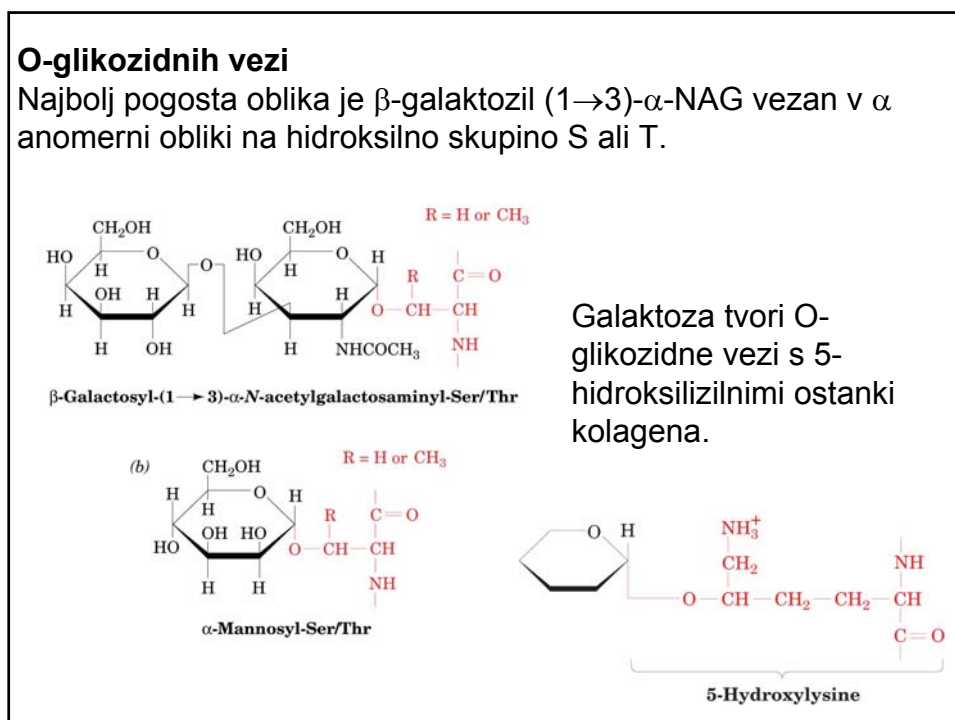 O-glikozidnih vezi
Najbolj pogosta oblika je β-galaktozil (1→3)-α-NAG vezan v α
anomerni obliki na hidroksilno skupino S ali T.
R = H or CH₃
CH₂OH
CH₂OH
HO
O
O
HO
O
H
R
C=O
H
H
OH
H
H
H
H
H
H
O—CH—CH
H
OH
H
NHCOCH₃
NH
β-Galactosyl-(1→3)-α-N-acetylgalactosaminyl-Ser/Thr
Galaktoza tvori O-
glikozidne vezi s 5-
hidroksilizilnimi ostanki
kolagena.
(b)
R = H or CH₃
CH₂OH
H
O
H
R
C=O
H
OH
HO
HO
O—CH—CH
H
H
NH
α-Mannosyl-Ser/Thr
O
H
NH₃⁺
CH₂
NH
O—CH—CH₂—CH₂—CH
C=O
5-Hydroxylysine